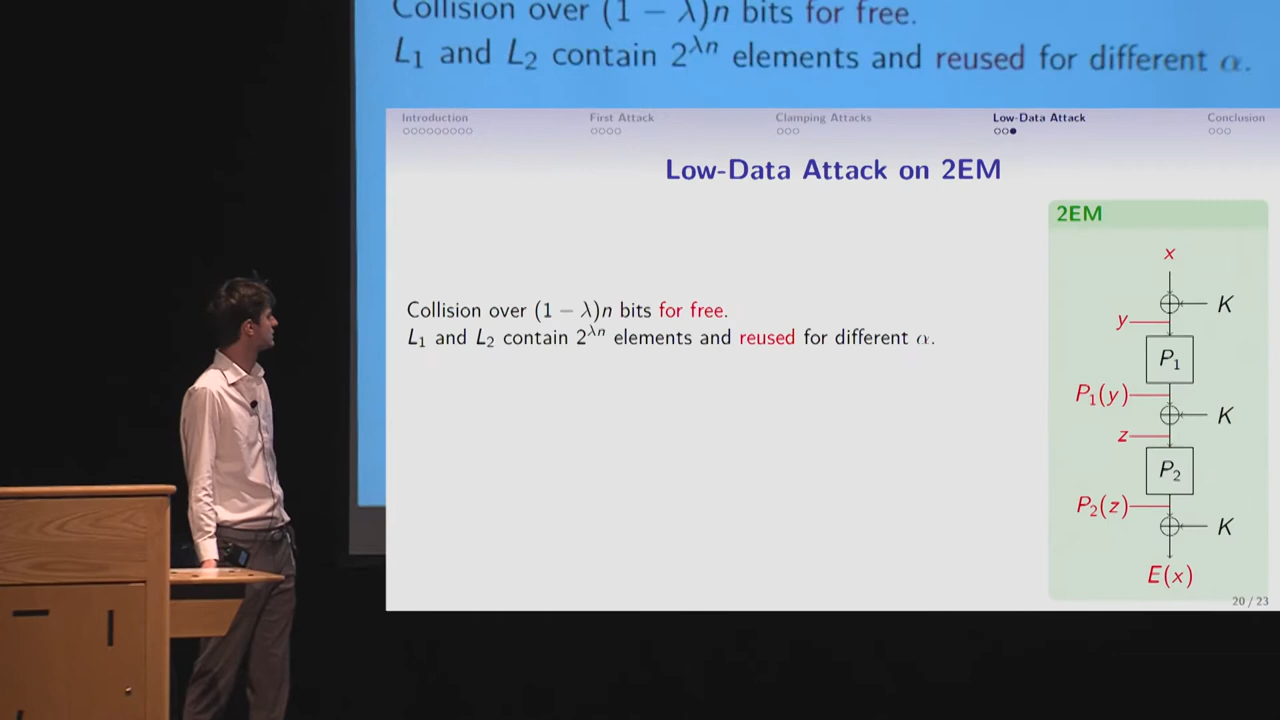 Collision over (1 − λ)n bits for free.
L₁ and L₂ contain 2^{λn} elements and reused for different α.
Introduction First Attack Clamping Attacks Low-Data Attack Conclusion
Low-Data Attack on 2EM
2EM
x
Collision over (1 − λ)n bits for free.
K
y
L₁ and L₂ contain 2^{λn} elements and reused for different α.
P₁
P₁(y)
K
z
P₂
P₂(z)
K
E(x)
20 / 23